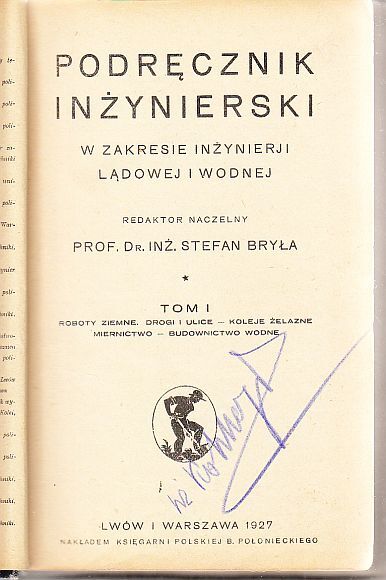 PODRĘCZNIK
INŻYNIERSKI
W ZAKRESIE INŻYNIERJI
LĄDOWEJ I WODNEJ
REDAKTOR NACZELNY
PROF. DR. INŻ. STEFAN BRYŁA
*
TOM I
ROBOTY ZIEMNE. DROGI I ULICE — KOLEJE ŻELAZNE
MIERNICTWO — BUDOWNICTWO WODNE
LWÓW I WARSZAWA 1927
NAKŁADEM KSIĘGARNI POLSKIEJ B. POŁONIECKIEGO